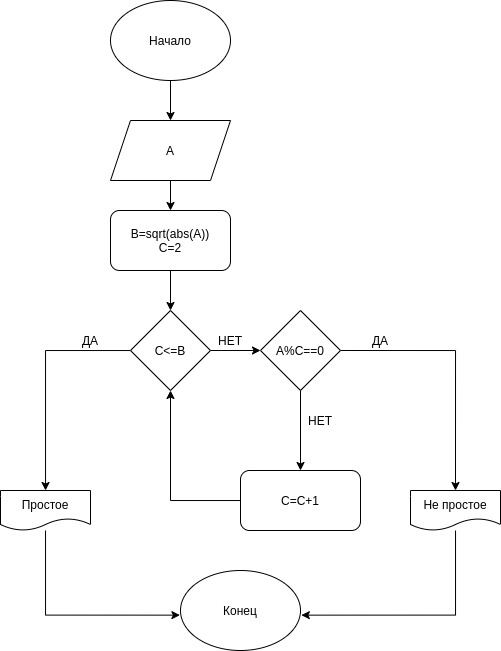 Начало
A
B=sqrt(abs(A))
C=2
ДА
C<=B
НЕТ
A%C==0
ДА
НЕТ
Простое
C=C+1
Не простое
Конец